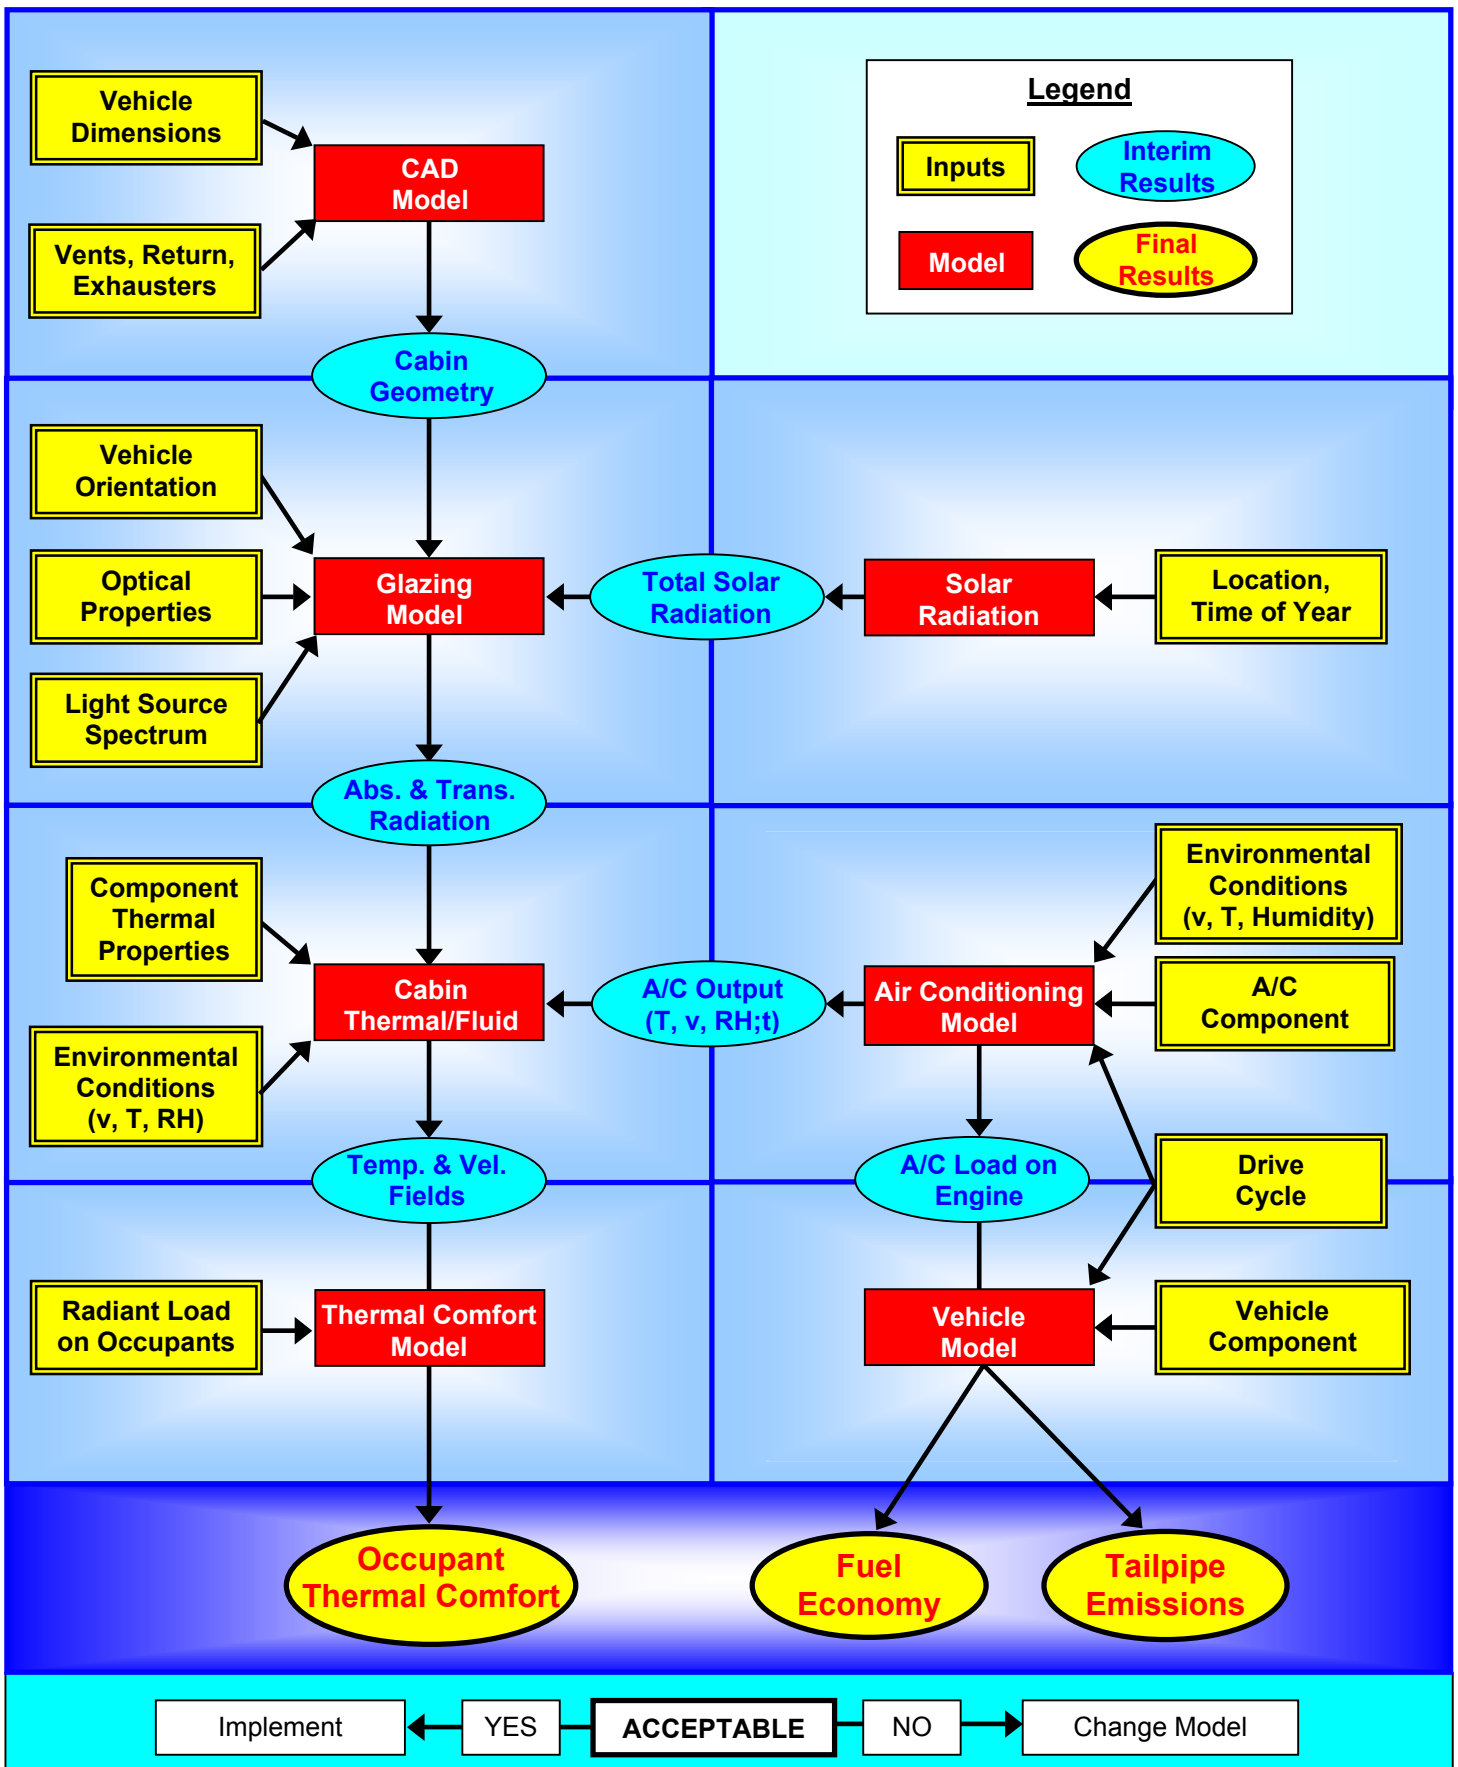 Vehicle
Dimensions
CAD
Model
Vents, Return,
Exhausters
Cabin
Geometry
Legend
Inputs
Interim
Results
Model
Final
Results
Vehicle
Orientation
Optical
Properties
Light Source
Spectrum
Glazing
Model
Total Solar
Radiation
Solar
Radiation
Location,
Time of Year
Abs. & Trans.
Radiation
Component
Thermal
Properties
Environmental
Conditions
(v, T, RH)
Cabin
Thermal/Fluid
A/C Output
(T, v, RH;t)
Air Conditioning
Model
Environmental
Conditions
(v, T, Humidity)
A/C
Component
Temp. & Vel.
Fields
A/C Load on
Engine
Drive
Cycle
Radiant Load
on Occupants
Thermal Comfort
Model
Vehicle
Model
Vehicle
Component
Occupant
Thermal Comfort
Fuel
Economy
Tailpipe
Emissions
Implement
YES
ACCEPTABLE
NO
Change Model